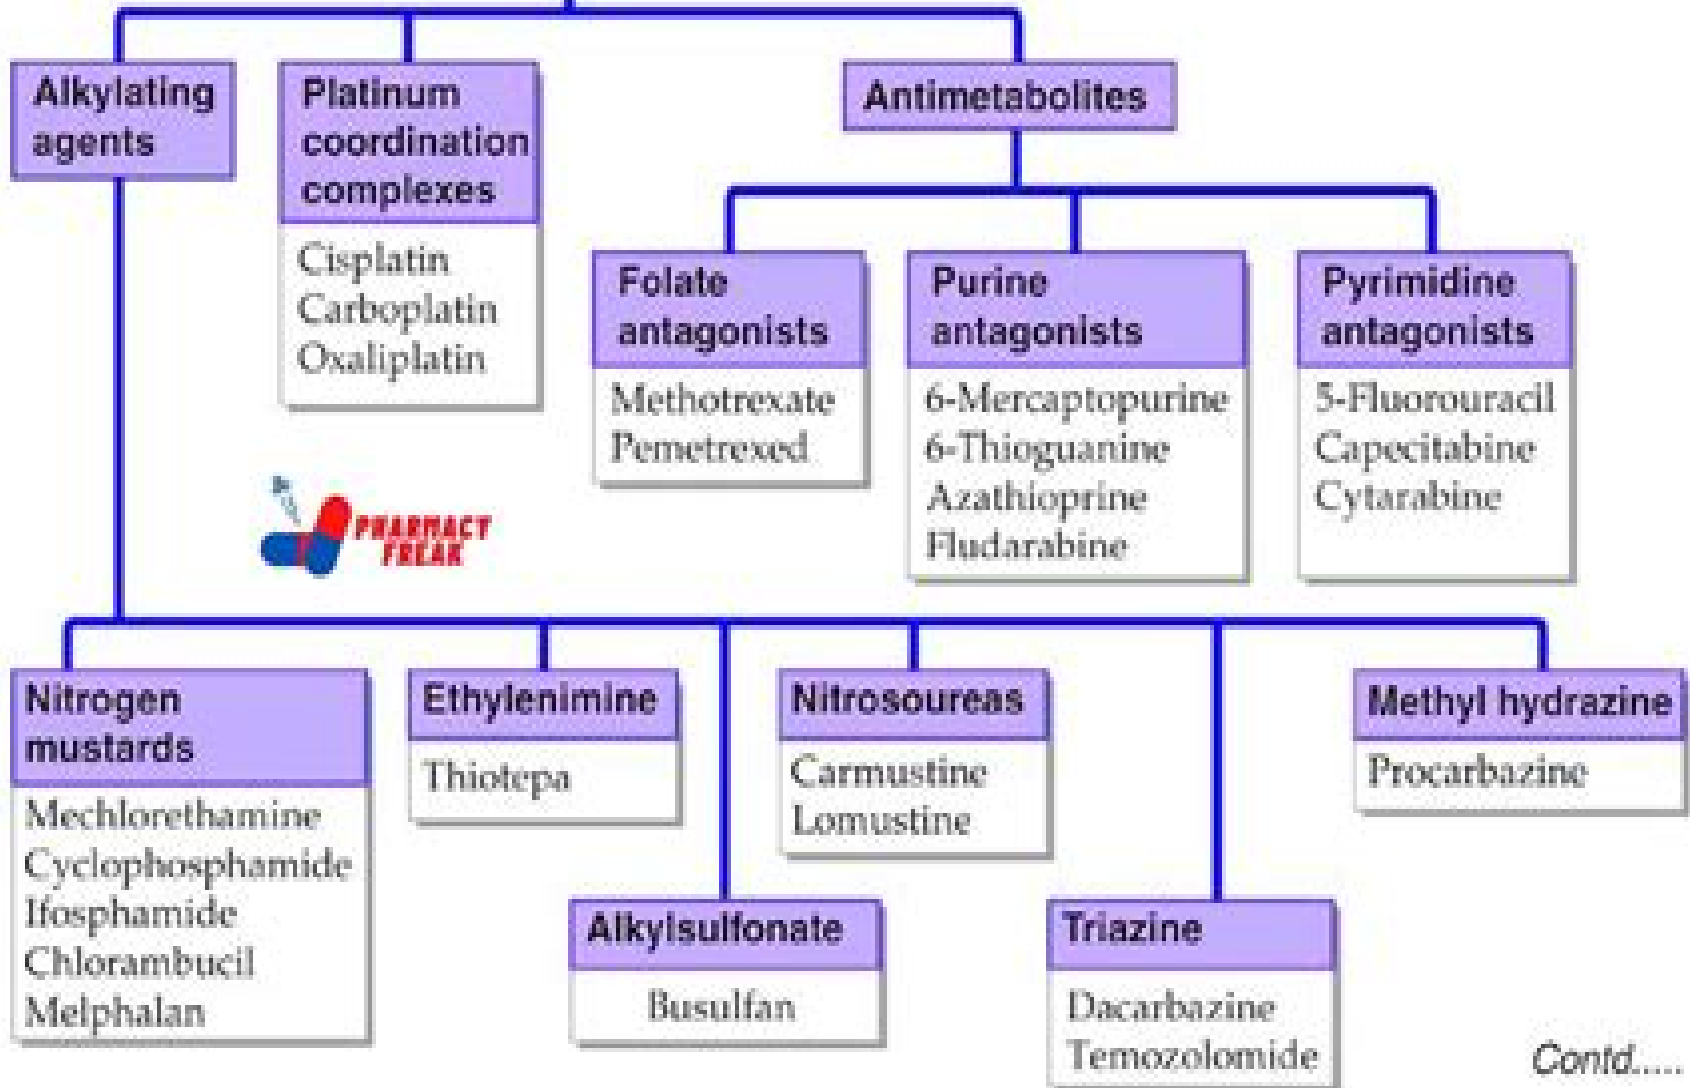 Alkylating
agents
Platinum
coordination
complexes
Cisplatin
Carboplatin
Oxaliplatin
Antimetabolites
Folate
antagonists
Methotrexate
Pemetrexed
Purine
antagonists
6-Mercaptopurine
6-Thioguanine
Azathioprine
Fludarabine
Pyrimidine
antagonists
5-Fluorouracil
Capecitabine
Cytarabine
PHARMACY
FREAK
Nitrogen
mustards
Mechlorethamine
Cyclophosphamide
Ifosphamide
Chlorambucil
Melphalan
Ethylenimine
Thiotepa
Alkylsulfonate
Busulfan
Nitrosoureas
Carmustine
Lomustine
Triazine
Dacarbazine
Temozolomide
Methyl hydrazine
Procarbazine
Contd.....